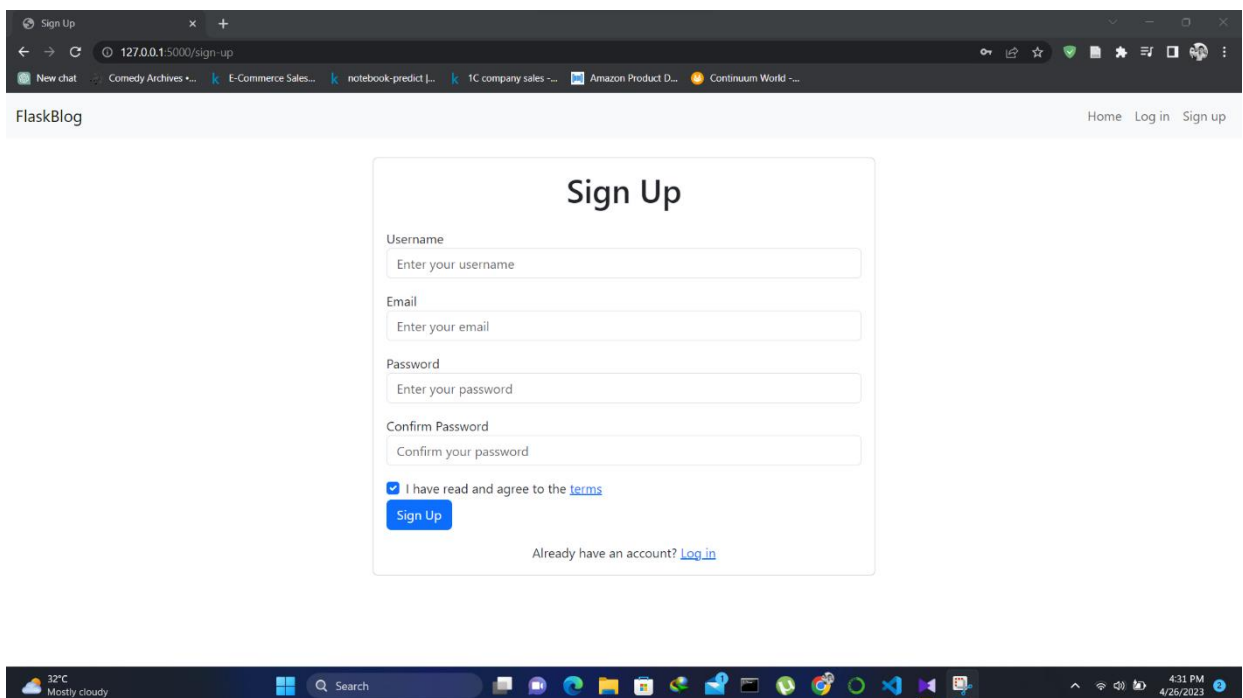 Sign Up
127.0.0.1:5000/sign-up
New chat Comedy Archives •... E-Commerce Sales... notebook-predict |... 1C company sales -... Amazon Product D... Continuum World -...
FlaskBlog Home Log in Sign up
Sign Up
Username
Enter your username
Email
Enter your email
Password
Enter your password
Confirm Password
Confirm your password
I have read and agree to the terms
Sign Up
Already have an account? Log in
32°C
Mostly cloudy
Search
4:31 PM
4/26/2023
2